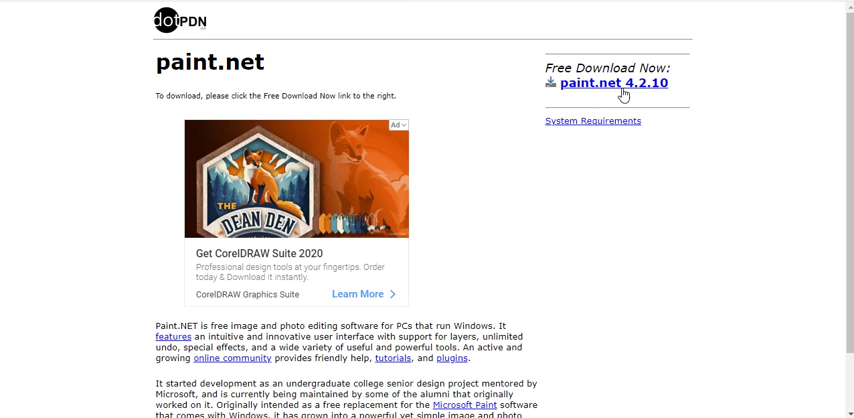 dotPDN
paint.net
Free Download Now:
paint.net 4.2.10
To download, please click the Free Download Now link to the right.
System Requirements
Ad
THE
DEAN DEN
Get CorelDRAW Suite 2020
Professional design tools at your fingertips. Order
today & Download It instantly.
CorelDRAW Graphics Suite
Learn More
Paint.NET is free image and photo editing software for PCs that run Windows. It
features an intuitive and innovative user interface with support for layers, unlimited
undo, special effects, and a wide variety of useful and powerful tools. An active and
growing online community provides friendly help, tutorials, and plugins.
It started development as an undergraduate college senior design project mentored by
Microsoft, and is currently being maintained by some of the alumni that originally
worked on it. Originally intended as a free replacement for the Microsoft Paint software
that comes with Windows, it has grown into a powerful yet simple image and photo